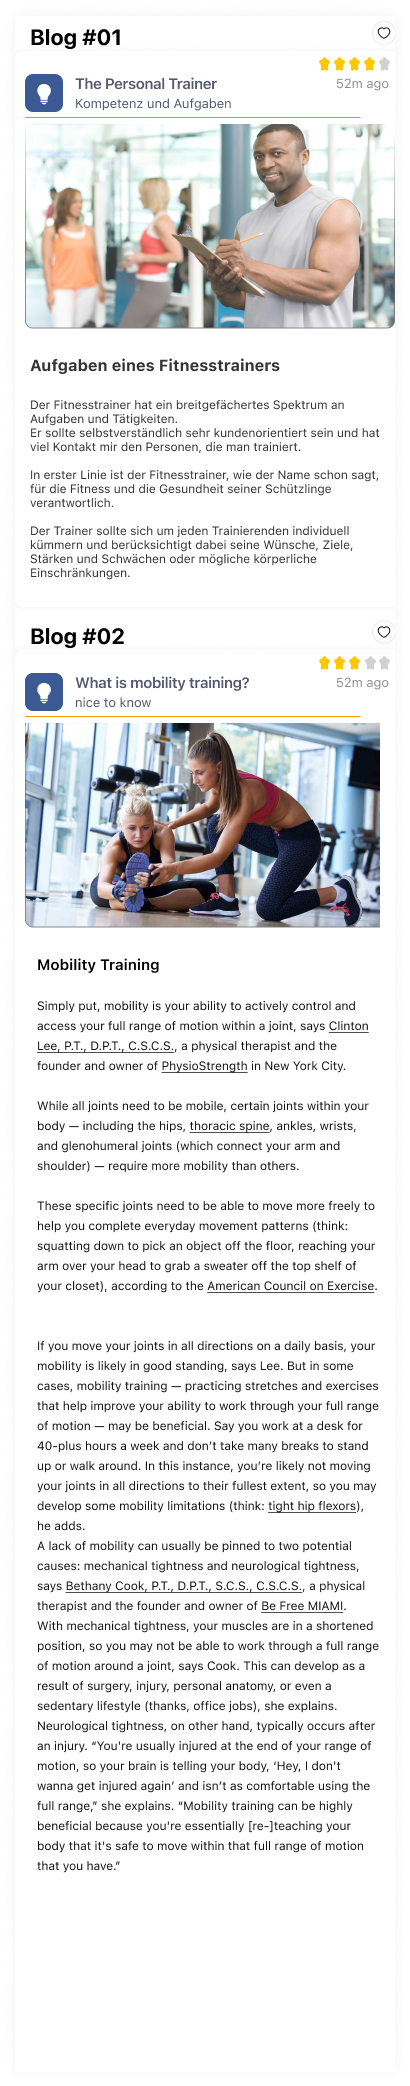 Blog #01
The Personal Trainer
52m ago
Kompetenz und Aufgaben
Aufgaben eines Fitnesstrainers
Der Fitnesstrainer hat ein breitgefächertes Spektrum an
Aufgaben und Tätigkeiten.
Er sollte selbstverständlich sehr kundenorientiert sein und hat
viel Kontakt mir den Personen, die man trainiert.
In erster Linie ist der Fitnesstrainer, wie der Name schon sagt,
für die Fitness und die Gesundheit seiner Schützlinge
verantwortlich.
Der Trainer sollte sich um jeden Trainierenden individuell
kümmern und berücksichtigt dabei seine Wünsche, Ziele,
Stärken und Schwächen oder mögliche körperliche
Einschränkungen.
Blog #02
What is mobility training?
52m ago
nice to know
Mobility Training
Simply put, mobility is your ability to actively control and
access your full range of motion within a joint, says Clinton
Lee, P.T., D.P.T., C.S.C.S., a physical therapist and the
founder and owner of PhysioStrength in New York City.
While all joints need to be mobile, certain joints within your
body — including the hips, thoracic spine, ankles, wrists,
and glenohumeral joints (which connect your arm and
shoulder) — require more mobility than others.
These specific joints need to be able to move more freely to
help you complete everyday movement patterns (think:
squatting down to pick an object off the floor, reaching your
arm over your head to grab a sweater off the top shelf of
your closet), according to the American Council on Exercise.
If you move your joints in all directions on a daily basis, your
mobility is likely in good standing, says Lee. But in some
cases, mobility training — practicing stretches and exercises
that help improve your ability to work through your full range
of motion — may be beneficial. Say you work at a desk for
40-plus hours a week and don't take many breaks to stand
up or walk around. In this instance, you're likely not moving
your joints in all directions to their fullest extent, so you may
develop some mobility limitations (think: tight hip flexors),
he adds.
A lack of mobility can usually be pinned to two potential
causes: mechanical tightness and neurological tightness,
says Bethany Cook, P.T., D.P.T., S.C.S., C.S.C.S., a physical
therapist and the founder and owner of Be Free MIAMI.
With mechanical tightness, your muscles are in a shortened
position, so you may not be able to work through a full range
of motion around a joint, says Cook. This can develop as a
result of surgery, injury, personal anatomy, or even a
sedentary lifestyle (thanks, office jobs), she explains.
Neurological tightness, on other hand, typically occurs after
an injury. “You're usually injured at the end of your range of
motion, so your brain is telling your body, ‘Hey, I don't
wanna get injured again’ and isn’t as comfortable using the
full range,” she explains. “Mobility training can be highly
beneficial because you're essentially [re-]teaching your
body that it's safe to move within that full range of motion
that you have.”